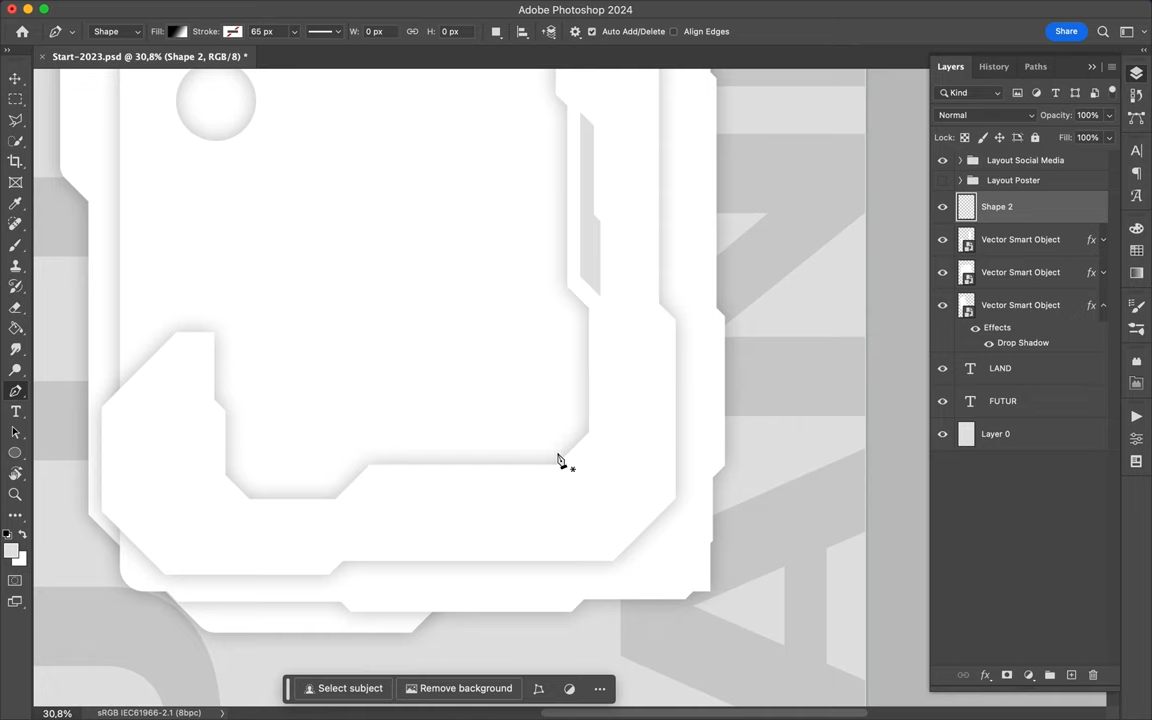 Adobe Photoshop 2024
Shape
Fill:
Stroke:
65 px
W:
0 px
H:
0 px
Auto Add/Delete
Align Edges
Share
Start-2023.psd @ 30,8% (Shape 2, RGB/8) *
Layers
History
Paths
Kind
Normal
Opacity:
100%
Lock:
Fill:
100%
Layout Social Media
Layout Poster
Shape 2
Vector Smart Object
fx
Vector Smart Object
fx
Vector Smart Object
fx
Effects
Drop Shadow
LAND
FUTUR
Layer 0
Select subject
Remove background
30,8%
sRGB IEC61966-2.1 (8bpc)